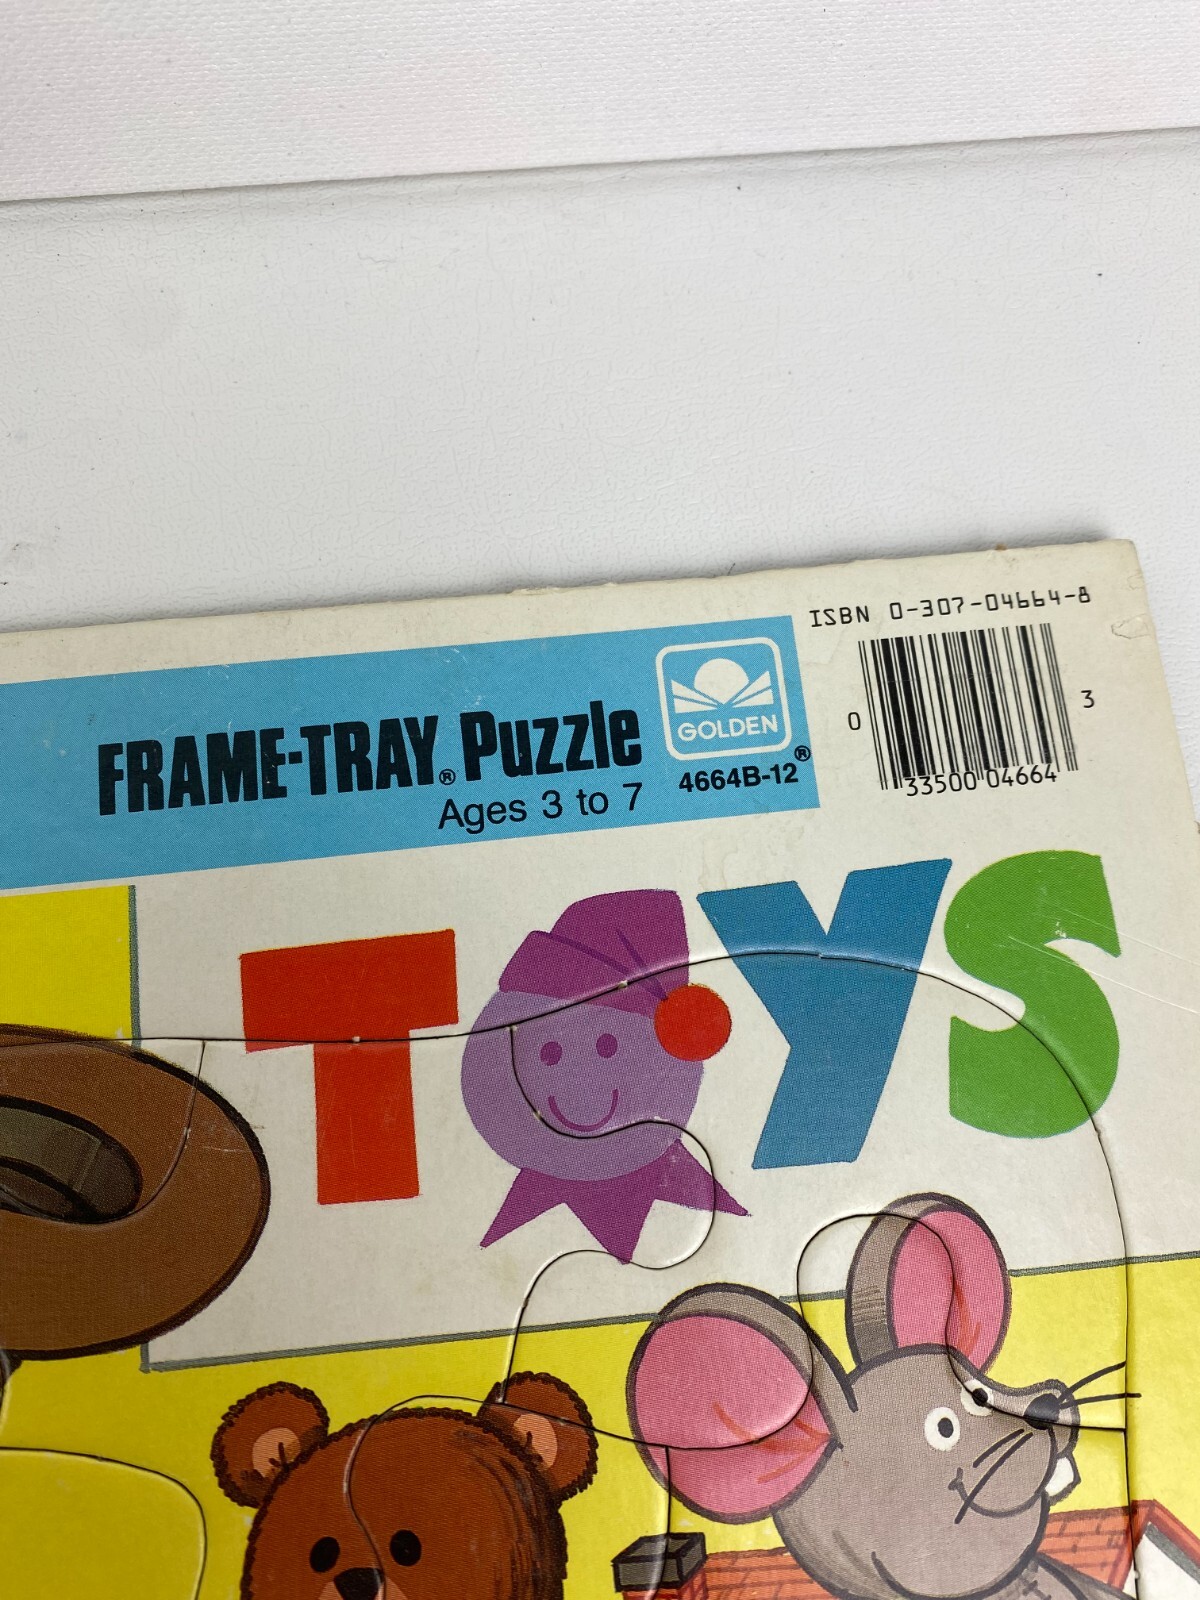 ISBN 0-307-04664-8
FRAME-TRAY® Puzzle
Ages 3 to 7
GOLDEN®
4664B-12
0 33500 04664 3
TOYS